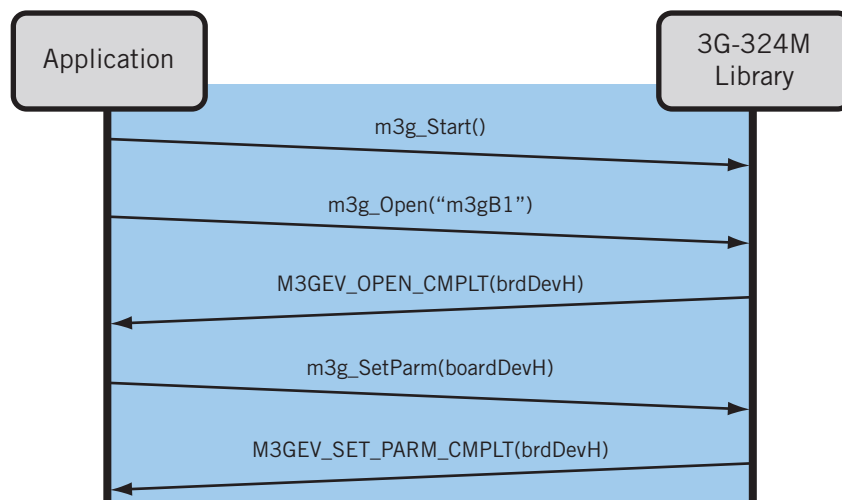 Application
3G-324M
Library
m3g_Start()
m3g_Open(“m3gB1”)
M3GEV_OPEN_CMPLT(brdDevH)
m3g_SetParm(boardDevH)
M3GEV_SET_PARM_CMPLT(brdDevH)